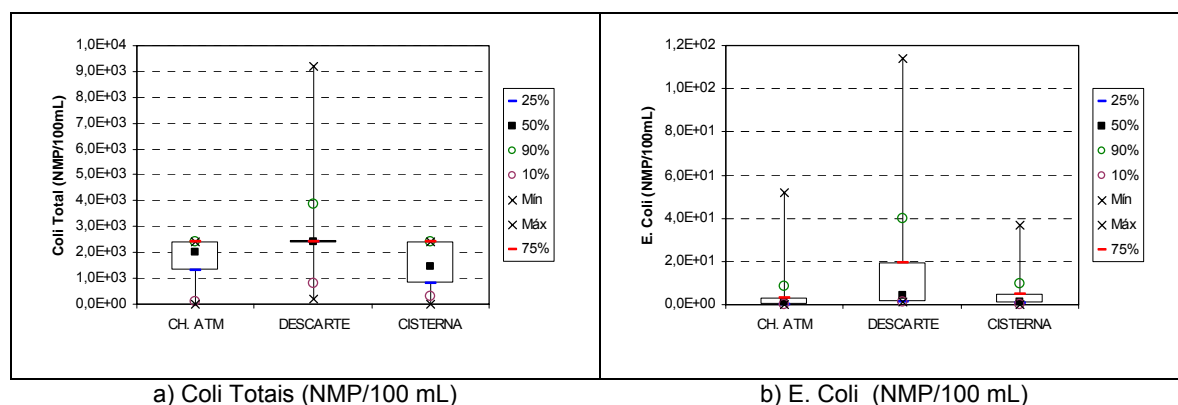 1,0E+04
9,0E+03
8,0E+03
7,0E+03
6,0E+03
5,0E+03
4,0E+03
3,0E+03
2,0E+03
1,0E+03
0,0E+00
Coli Total (NMP/100mL)
CH. ATM DESCARTE CISTERNA
25%
50%
90%
10%
Mín
Máx
75%
a) Coli Totais (NMP/100 mL)
1,2E+02
1,0E+02
8,0E+01
6,0E+01
4,0E+01
2,0E+01
0,0E+00
E. Coli (NMP/100mL)
CH. ATM DESCARTE CISTERNA
25%
50%
90%
10%
Mín
Máx
75%
b) E. Coli (NMP/100 mL)